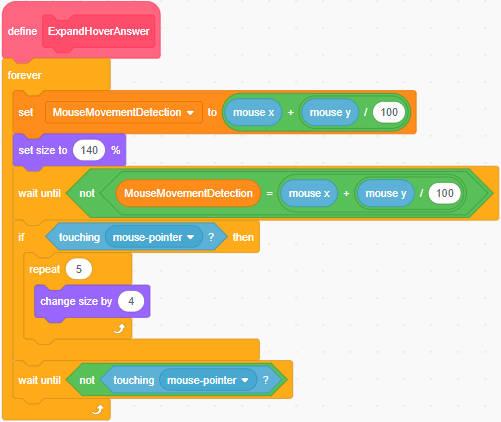 define ExpandHoverAnswer
forever
set MouseMovementDetection to mouse x + mouse y / 100
set size to 140 %
wait until not MouseMovementDetection = mouse x + mouse y / 100
if touching mouse-pointer ? then
repeat 5
change size by 4
wait until not touching mouse-pointer ?